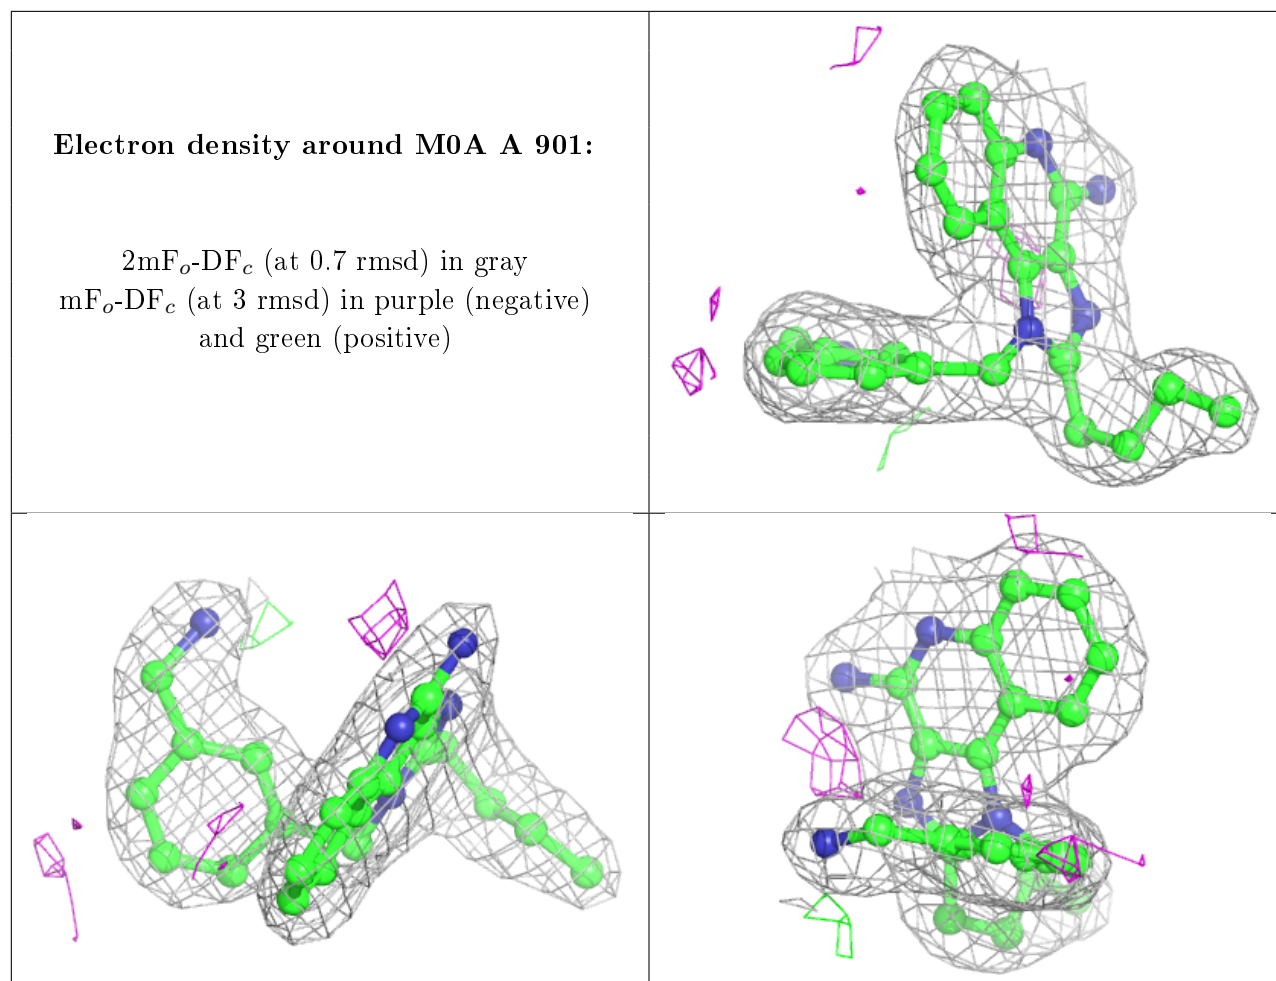 Electron density around M0A A 901:
2mFo-DFc (at 0.7 rmsd) in gray
mFo-DFc (at 3 rmsd) in purple (negative)
and green (positive)